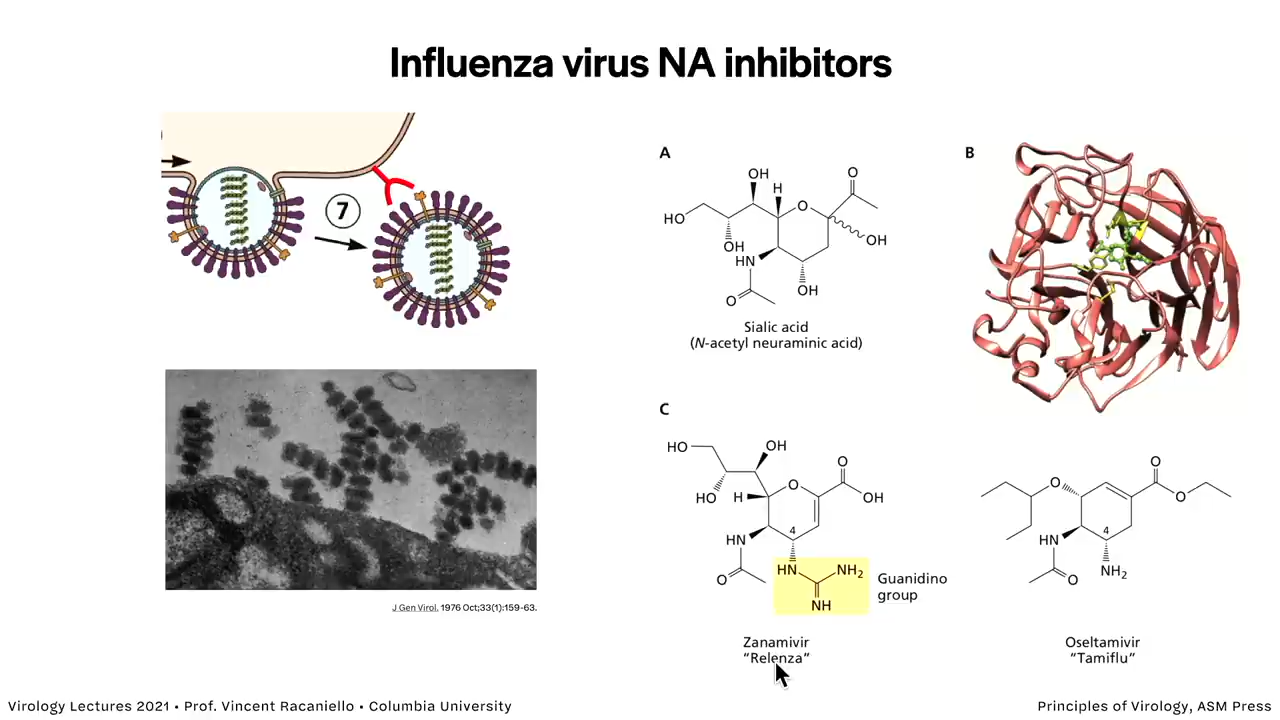 Influenza virus NA inhibitors
7
J Gen Virol. 1976 Oct;33(1):159-63.
A
OH
H
O
O
HO
OH
OH
HN
O
OH
Sialic acid
(N-acetyl neuraminic acid)
B
C
HO
OH
O
O
HO
H
OH
4
HN
O
HN
NH2
NH
Guanidino
group
Zanamivir
“Relenza”
O
O
O
4
HN
O
NH2
Oseltamivir
“Tamiflu”
Virology Lectures 2021 • Prof. Vincent Racaniello • Columbia University
Principles of Virology, ASM Press